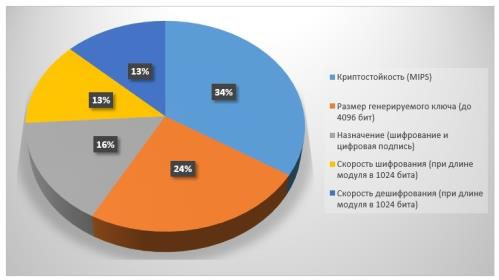 34%
24%
16%
13%
13%
Криптостойкость (MIPS)
Размер генерируемого ключа (до
4096 бит)
Назначение (шифрование и
цифровая подпись)
Скорость шифрования (при длине
модуля в 1024 бита)
Скорость дешифрования (при длине
модуля в 1024 бита)